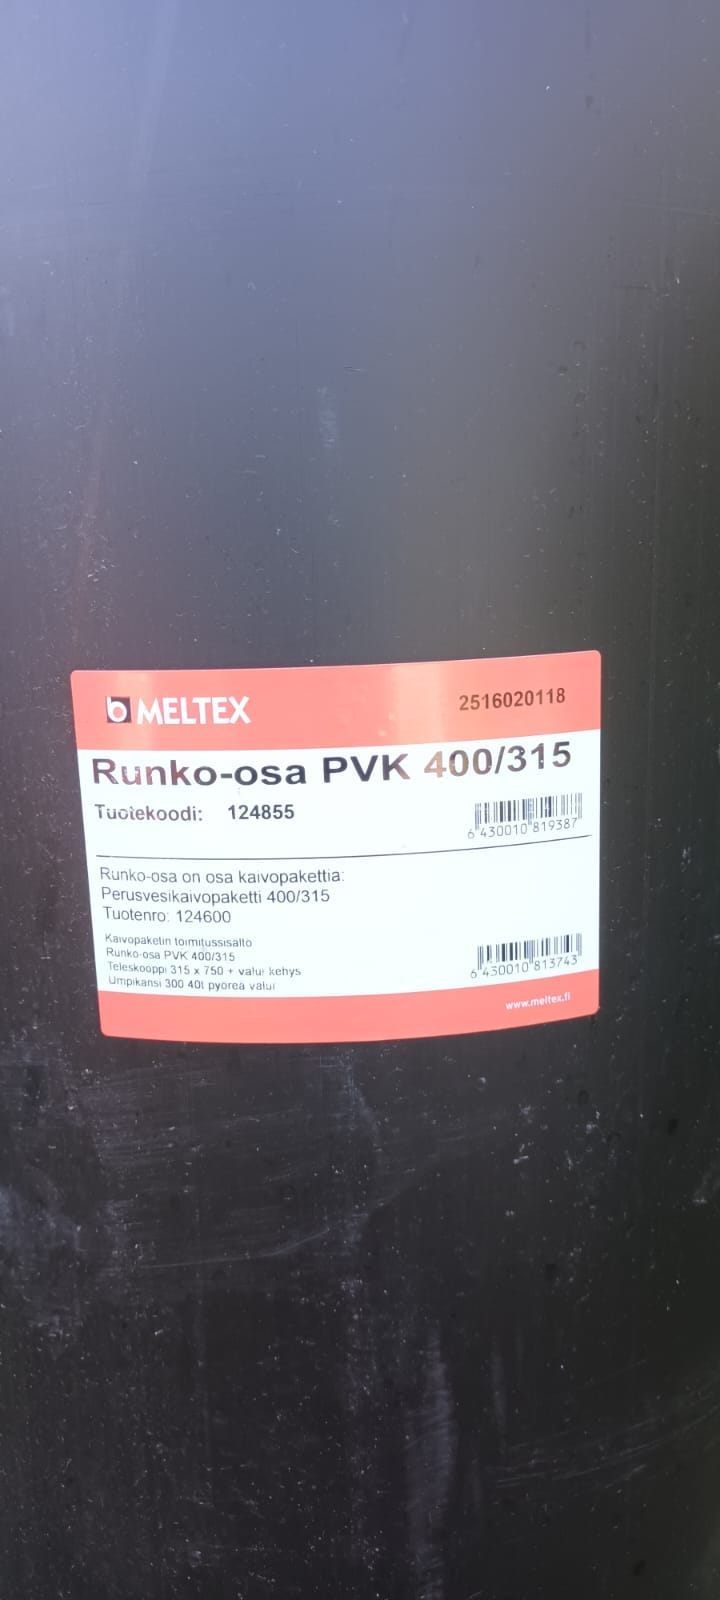 MELTEX
2516020118
Runko-osa PVK 400/315
Tuotekoodi: 124855
6 430010 819387
Runko-osa on osa kaivopakettia:
Perusvesikaivopaketti 400/315
Tuotenro: 124600
Kaivopaketin toimitussisältö
Runko-osa PVK 400/315
Teleskooppi 315 x 750 + valur kehys
Umpikansi 300 40t pyöreä valur
6 430010 813743
www.meltex.fi